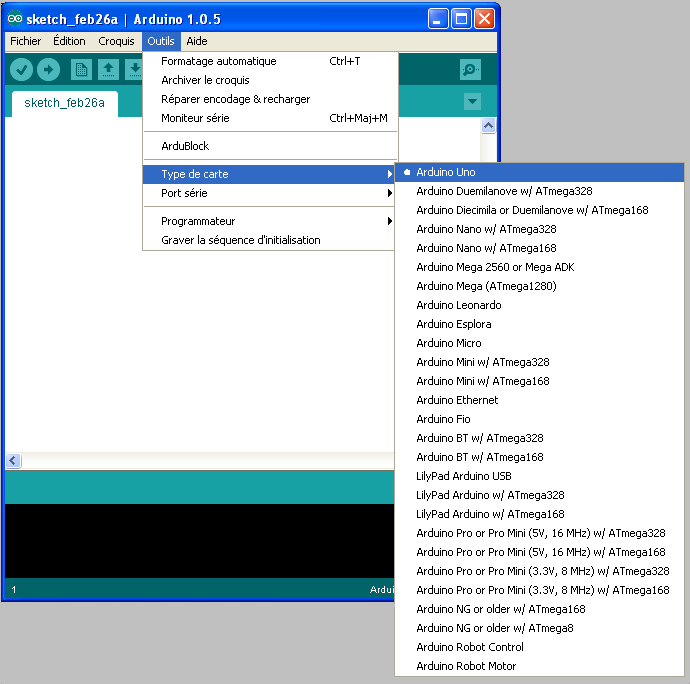 sketch_feb26a | Arduino 1.0.5
Fichier Édition Croquis Outils Aide
sketch_feb26a
Formatage automatique Ctrl+T
Archiver le croquis
Réparer encodage & recharger
Moniteur série Ctrl+Maj+M
ArduBlock
Type de carte
Port série
Programmateur
Graver la séquence d'initialisation
Arduino Uno
Arduino Duemilanove w/ ATmega328
Arduino Diecimila or Duemilanove w/ ATmega168
Arduino Nano w/ ATmega328
Arduino Nano w/ ATmega168
Arduino Mega 2560 or Mega ADK
Arduino Mega (ATmega1280)
Arduino Leonardo
Arduino Esplora
Arduino Micro
Arduino Mini w/ ATmega328
Arduino Mini w/ ATmega168
Arduino Ethernet
Arduino Fio
Arduino BT w/ ATmega328
Arduino BT w/ ATmega168
LilyPad Arduino USB
LilyPad Arduino w/ ATmega328
LilyPad Arduino w/ ATmega168
Arduino Pro or Pro Mini (5V, 16 MHz) w/ ATmega328
Arduino Pro or Pro Mini (5V, 16 MHz) w/ ATmega168
Arduino Pro or Pro Mini (3.3V, 8 MHz) w/ ATmega328
Arduino Pro or Pro Mini (3.3V, 8 MHz) w/ ATmega168
Arduino NG or older w/ ATmega168
Arduino NG or older w/ ATmega8
Arduino Robot Control
Arduino Robot Motor
1 Ardui